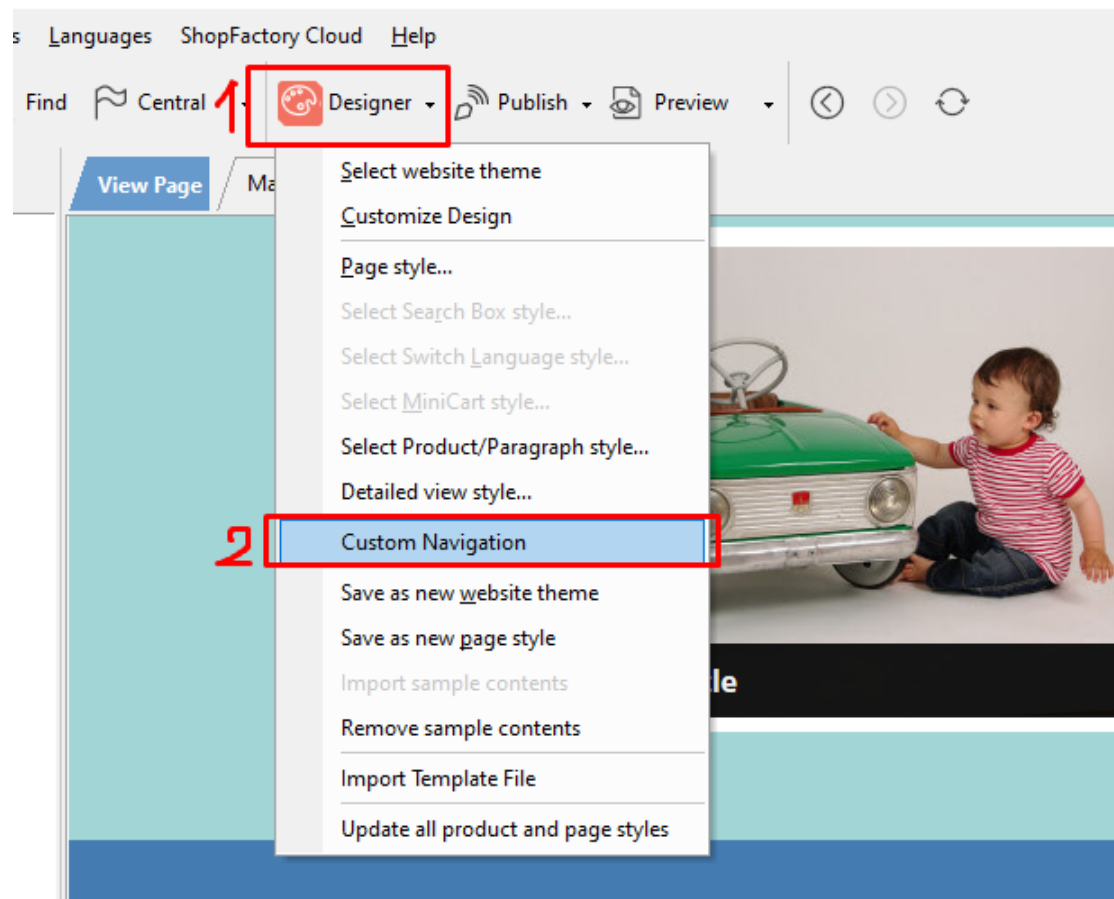 s Languages ShopFactory Cloud Help
Find Central 1 Designer Publish Preview
View Page Ma
Select website theme
Customize Design
Page style...
Select Search Box style...
Select Switch Language style...
Select MiniCart style...
Select Product/Paragraph style...
Detailed view style...
2 Custom Navigation
Save as new website theme
Save as new page style
Import sample contents
Remove sample contents
Import Template File
Update all product and page styles
le